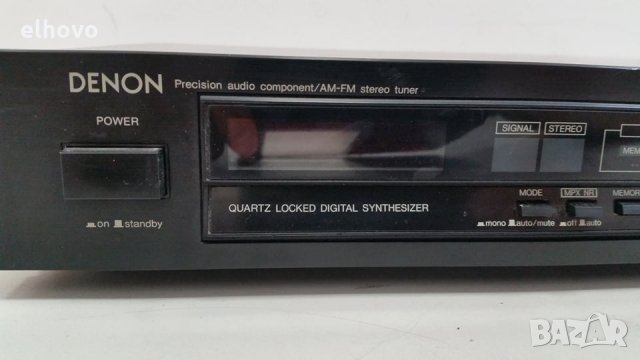 elhovo
DENON Precision audio component/AM-FM stereo tuner
POWER
SIGNAL STEREO
on standby
QUARTZ LOCKED DIGITAL SYNTHESIZER
MODE MPX NR
mono auto/mute off auto
BAZAR